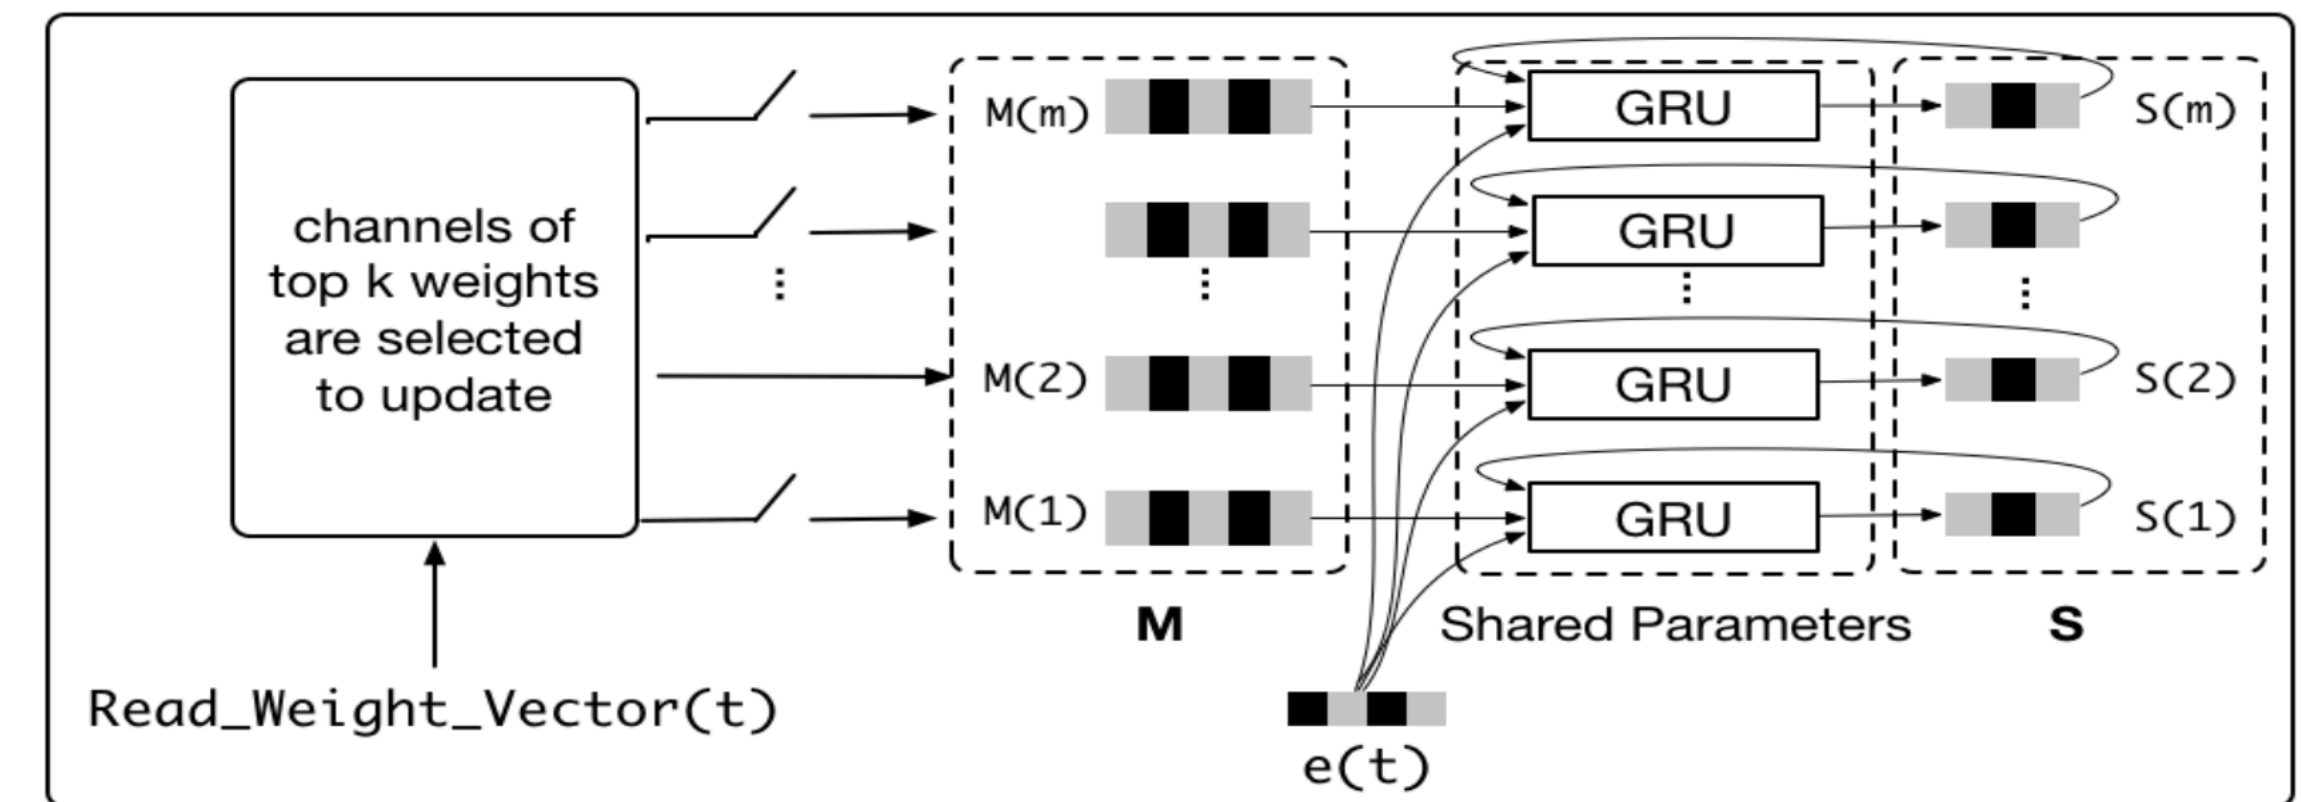 channels of
top k weights
are selected
to update
Read_Weight_Vector(t)
M(m)
M(2)
M(1)
M
GRU
GRU
GRU
GRU
Shared Parameters
e(t)
S(m)
S(2)
S(1)
S